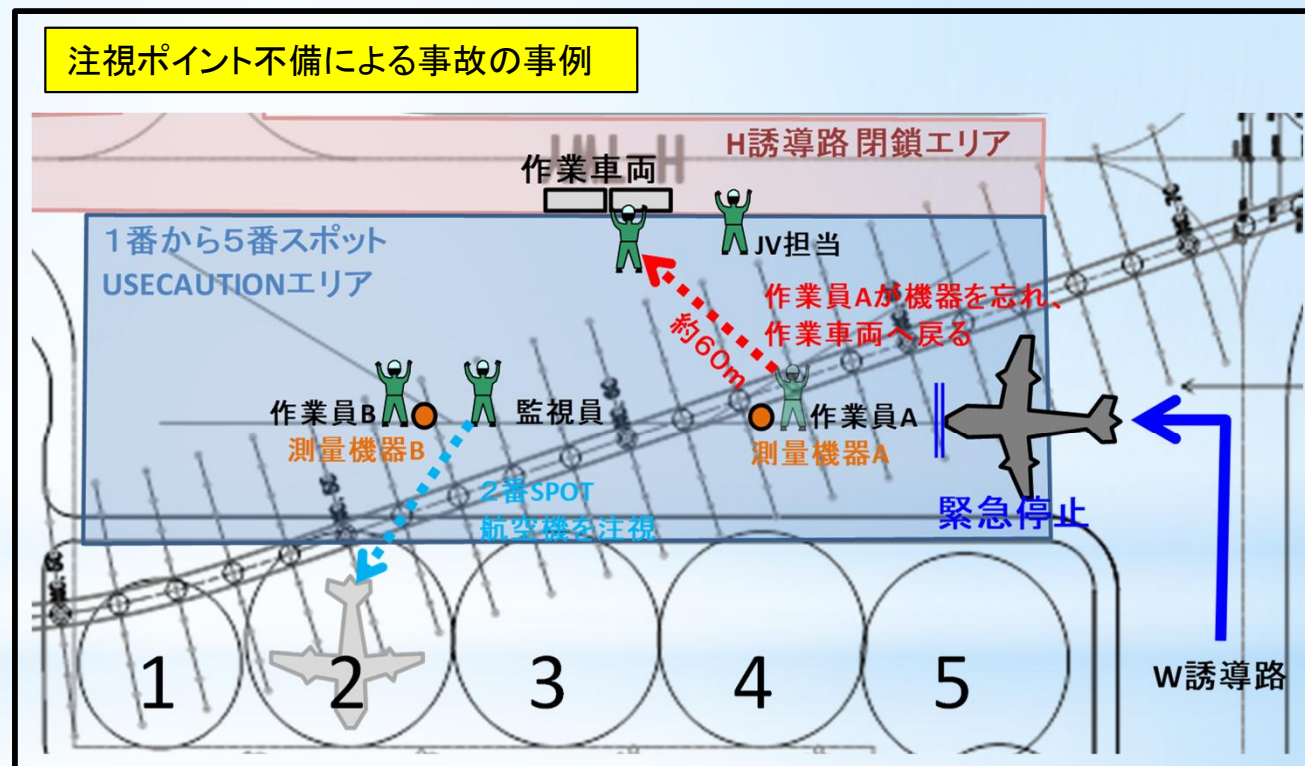 注視ポイント不備による事故の事例
H誘導路 閉鎖エリア
作業車両
1番から5番スポット
USECAUTIONエリア
JV担当
作業員Aが機器を忘れ、
作業車両へ戻る
約60m
作業員B
監視員
作業員A
測量機器B
測量機器A
2番SPOT
航空機を注視
緊急停止
1
2
3
4
5
W誘導路